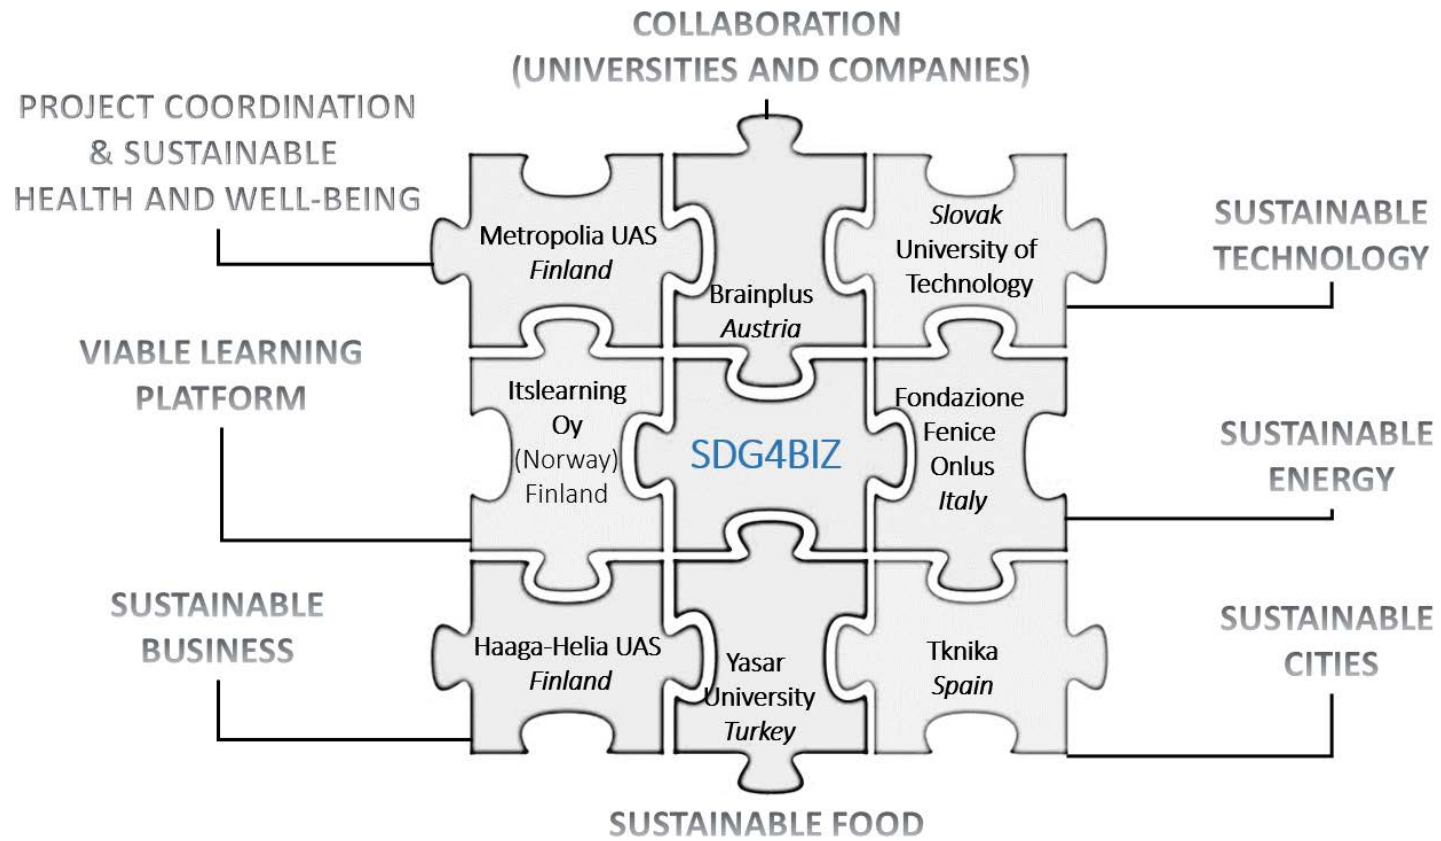 COLLABORATION
(UNIVERSITIES AND COMPANIES)
PROJECT COORDINATION
& SUSTAINABLE
HEALTH AND WELL-BEING
Metropolia UAS
Finland
Brainplus
Austria
Slovak
University of
Technology
SUSTAINABLE
TECHNOLOGY
VIABLE LEARNING
PLATFORM
Itslearning
Oy
(Norway)
Finland
SDG4BIZ
Fondazione
Fenice
Onlus
Italy
SUSTAINABLE
ENERGY
SUSTAINABLE
BUSINESS
Haaga-Helia UAS
Finland
Yasar
University
Turkey
Tknika
Spain
SUSTAINABLE
CITIES
SUSTAINABLE FOOD